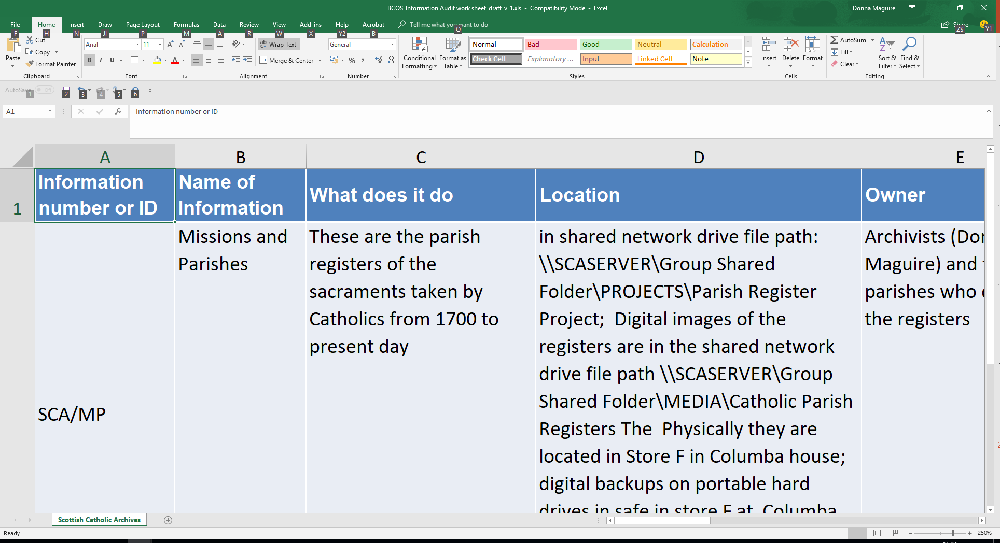 BCOS_Information Audit work sheet_draft_v_1.xls - Compatibility Mode - Excel
Donna Maguire
File Home Insert Draw Page Layout Formulas Data Review View Add-ins Help Acrobat Tell me what you want to do
Share
F H N JI P M A R W X Y2 B Q ZS Y1
Cut
Copy
Format Painter
Paste
Clipboard
Arial 11
B I U
Font
Wrap Text
Merge & Center
Alignment
General
Number
Conditional Formatting
Format as Table
Normal Bad Good Neutral Calculation
Check Cell Explanatory ... Input Linked Cell Note
Styles
Insert Delete Format
Cells
AutoSum
Fill
Clear
Sort & Filter
Find & Select
Editing
AutoSave Off
1 2 3 4 5 6
A1
fx
Information number or ID
A B C D E
1
Information
number or ID
Name of
Information
What does it do
Location
Owner
SCA/MP
Missions and
Parishes
These are the parish
registers of the
sacraments taken by
Catholics from 1700 to
present day
in shared network drive file path:
\\SCASERVER\Group Shared
Folder\PROJECTS\Parish Register
Project;  Digital images of the
registers are in the shared network
drive file path \\SCASERVER\Group
Shared Folder\MEDIA\Catholic Parish
Registers The  Physically they are
located in Store F in Columba house;
digital backups on portable hard
drives in safe in store F at  Columba
Archivists (Don
Maguire) and
parishes who
the registers
Scottish Catholic Archives
Ready
250%